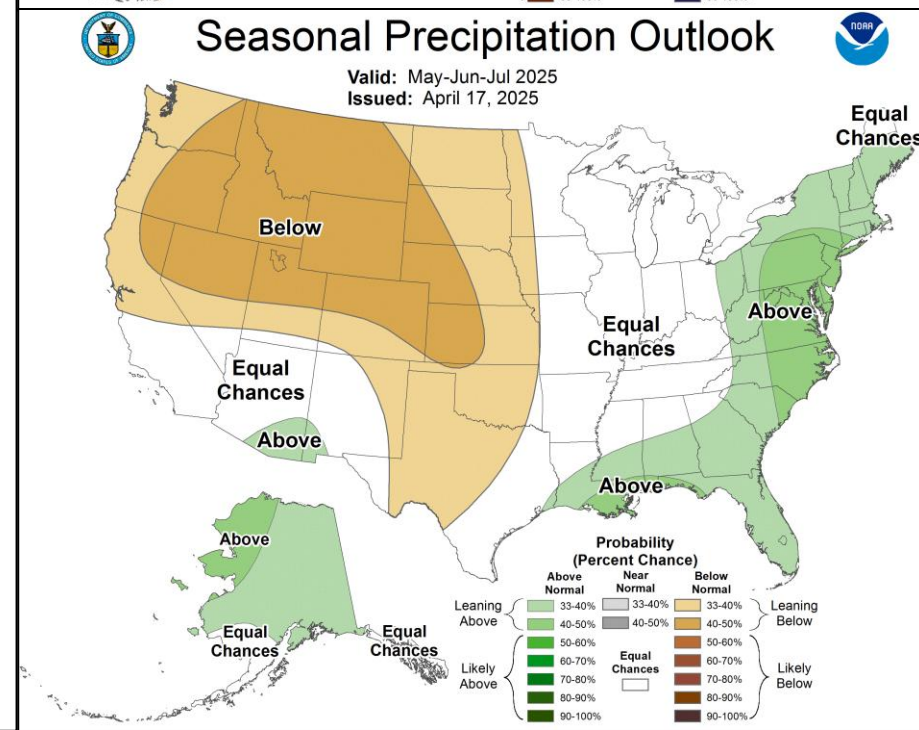 Seasonal Precipitation Outlook
NOAA
Valid: May-Jun-Jul 2025
Issued: April 17, 2025
Equal
Chances
Below
Above
Equal
Chances
Equal
Chances
Above
Above
Above
Equal
Chances
Equal
Chances
Probability
(Percent Chance)
Above
Normal
Near
Normal
Below
Normal
Leaning
Above
33-40%
33-40%
33-40%
Leaning
Below
40-50%
40-50%
40-50%
Likely
Above
50-60%
60-70%
70-80%
80-90%
90-100%
Equal
Chances
50-60%
60-70%
70-80%
80-90%
90-100%
Likely
Below